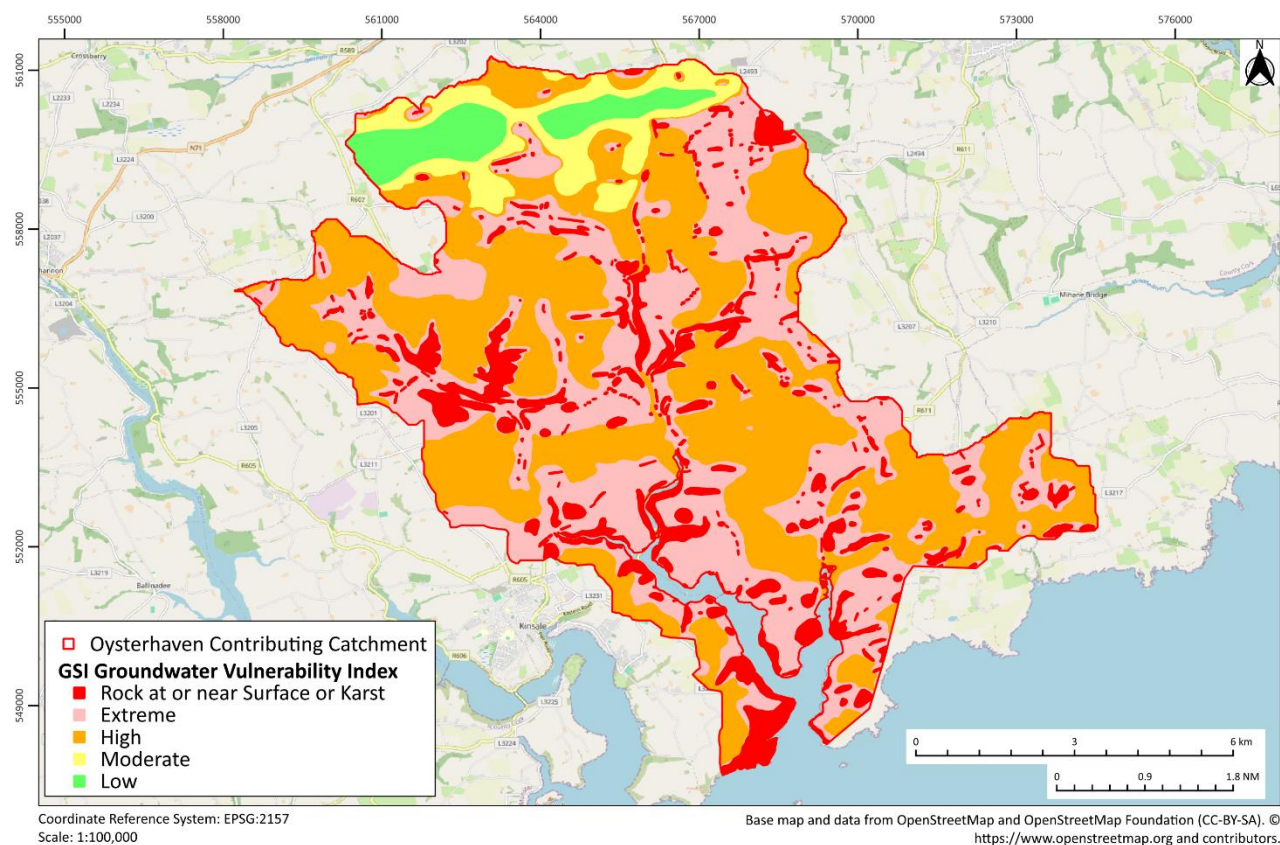 555000 558000 561000 564000 567000 570000 573000 576000
561000
558000
555000
552000
549000
N
Crossbarry
R589
L3202
L2493
L2233
L2234
N71
L3224
R611
L2494
R607
L3200
L2037
L3204
County Cork
Minane Bridge
L3210
L3207
L3201
R611
L3205
L3211
R605
L3217
L3219
Ballinadee
R605
L3231
Kinsale
R606
L3225
L3224
Oysterhaven Contributing Catchment
GSI Groundwater Vulnerability Index
Rock at or near Surface or Karst
Extreme
High
Moderate
Low
0 3 6 km
0 0.9 1.8 NM
Coordinate Reference System: EPSG:2157
Scale: 1:100,000
Base map and data from OpenStreetMap and OpenStreetMap Foundation (CC-BY-SA). ©
https://www.openstreetmap.org and contributors.